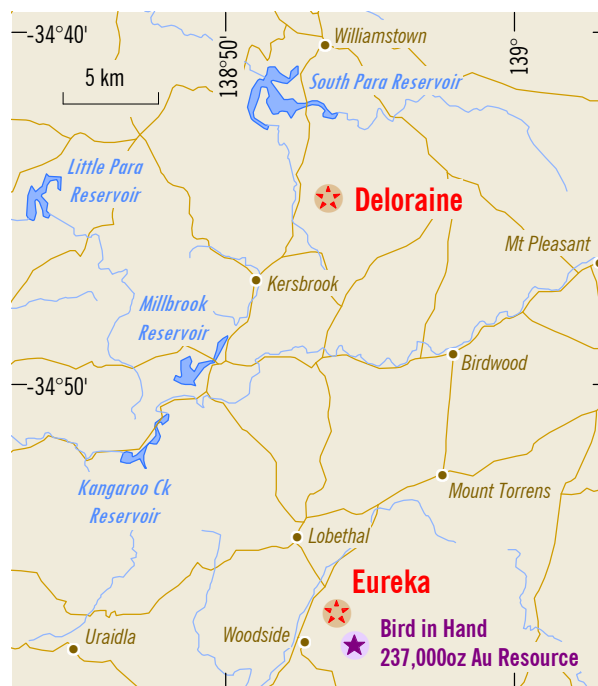 -34°40'
138°50'
139°
Williamstown
5 km
South Para Reservoir
Little Para
Reservoir
Deloraine
Mt Pleasant
Kersbrook
Millbrook
Reservoir
Birdwood
-34°50'
Kangaroo Ck
Reservoir
Mount Torrens
Lobethal
Eureka
Uraidla
Woodside
Bird in Hand
237,000oz Au Resource